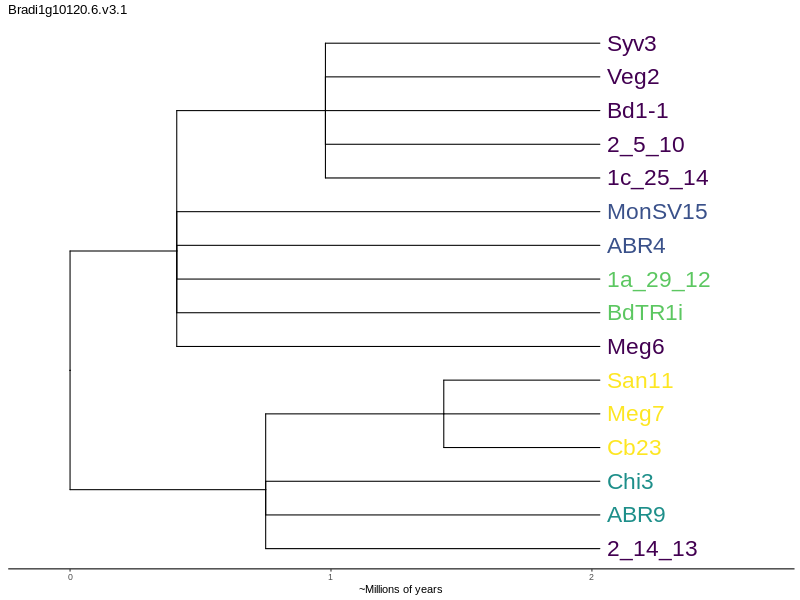 Bradi1g10120.6.v3.1
Syv3
Veg2
Bd1-1
2_5_10
1c_25_14
MonSV15
ABR4
1a_29_12
BdTR1i
Meg6
San11
Meg7
Cb23
Chi3
ABR9
2_14_13
0 1 2
~Millions of years